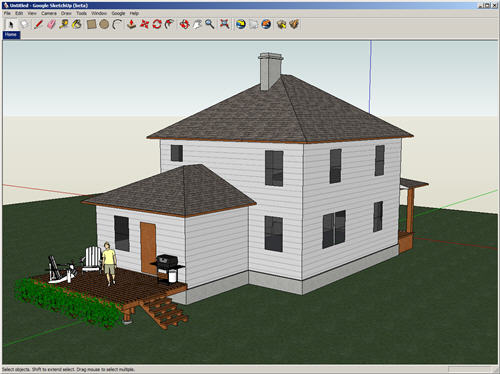 Untitled - Google SketchUp (beta)
File Edit View Camera Draw Tools Window Google Help
Home
Select objects. Shift to extend select. Drag mouse to select multiple.